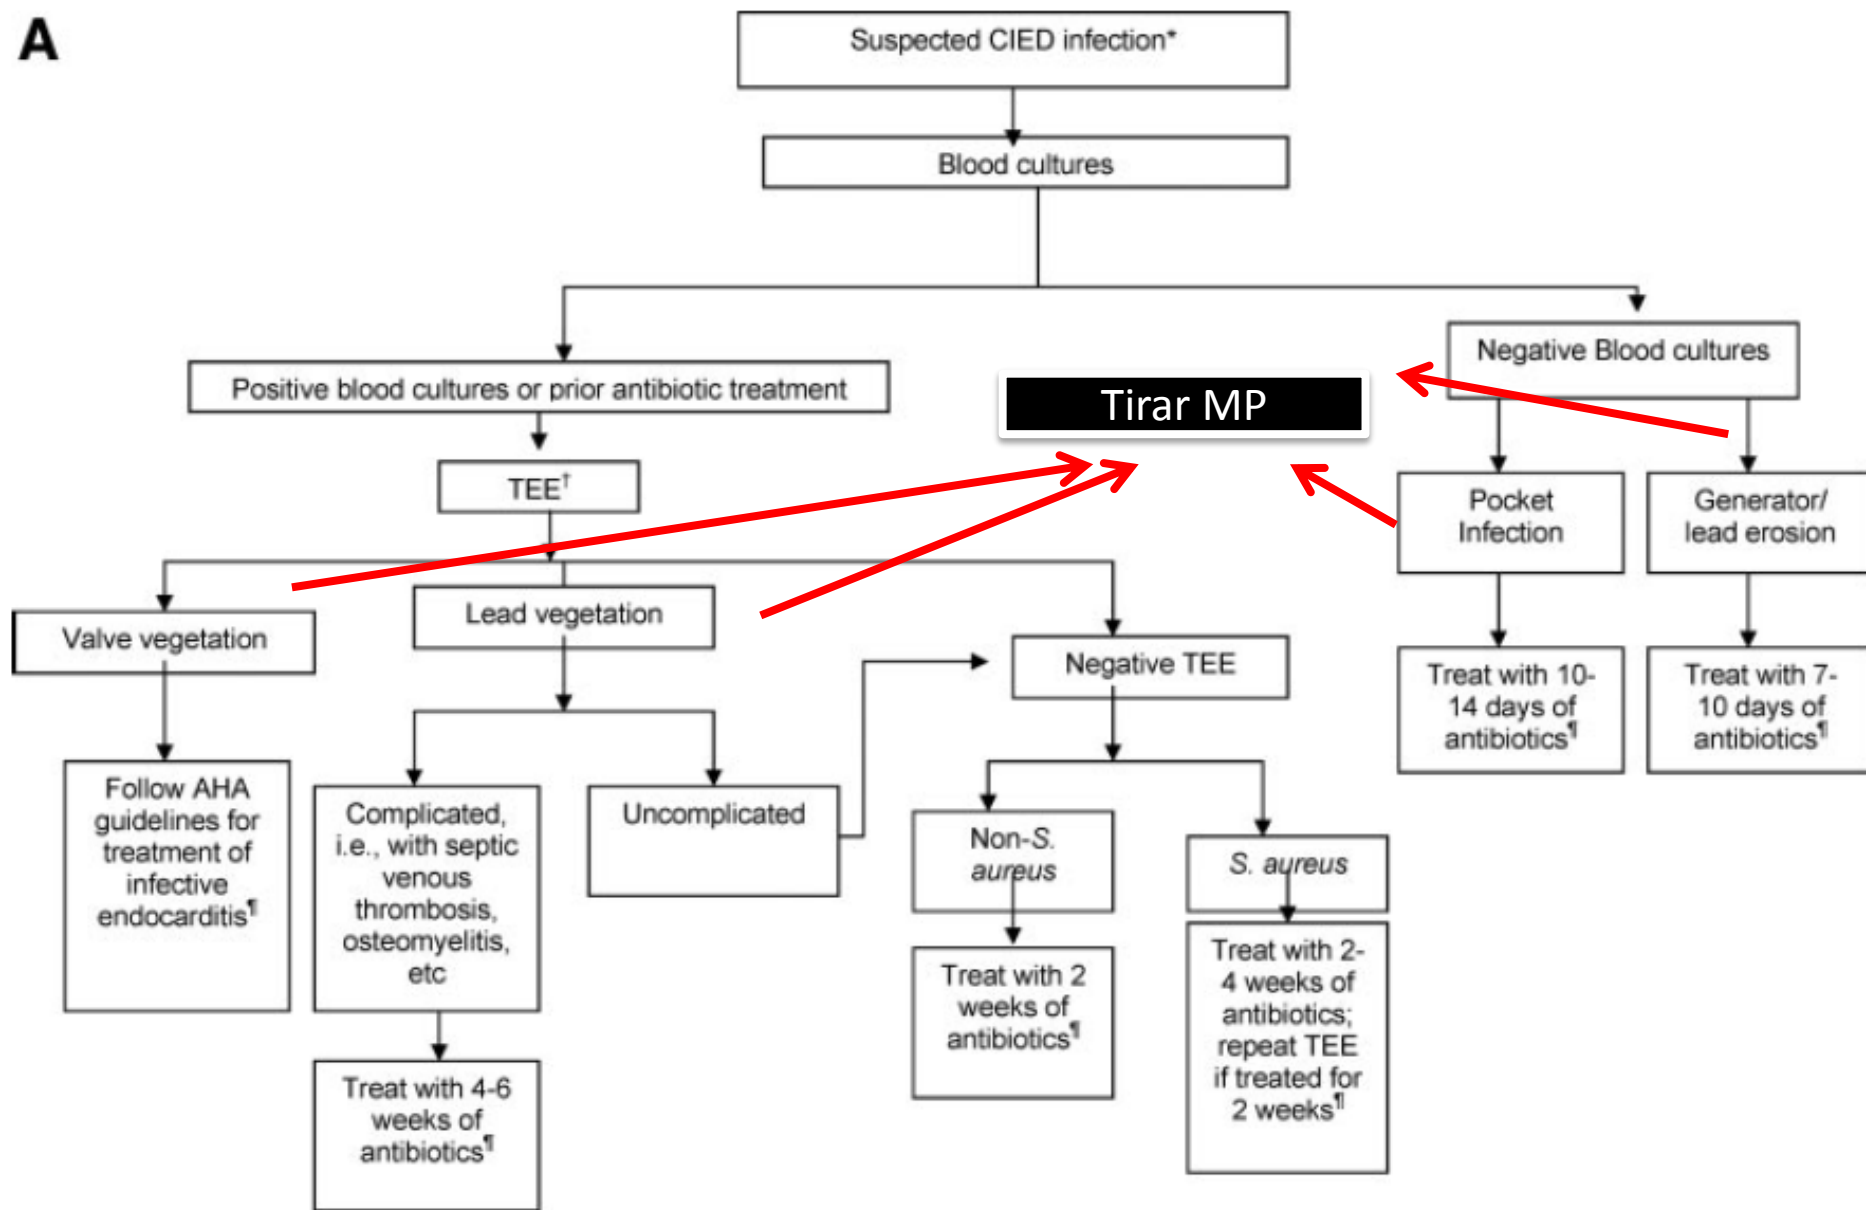 A
Suspected CIED infection*
Blood cultures
Negative Blood cultures
Positive blood cultures or prior antibiotic treatment
Tirar MP
TEE†
Pocket
Infection
Generator/
lead erosion
Valve vegetation
Lead vegetation
Negative TEE
Treat with 10-
14 days of
antibiotics¶
Treat with 7-
10 days of
antibiotics¶
Follow AHA
guidelines for
treatment of
infective
endocarditis¶
Complicated,
i.e., with septic
venous
thrombosis,
osteomyelitis,
etc
Uncomplicated
Non-S.
aureus
S. aureus
Treat with 2
weeks of
antibiotics¶
Treat with 2-
4 weeks of
antibiotics;
repeat TEE
if treated for
2 weeks¶
Treat with 4-6
weeks of
antibiotics¶